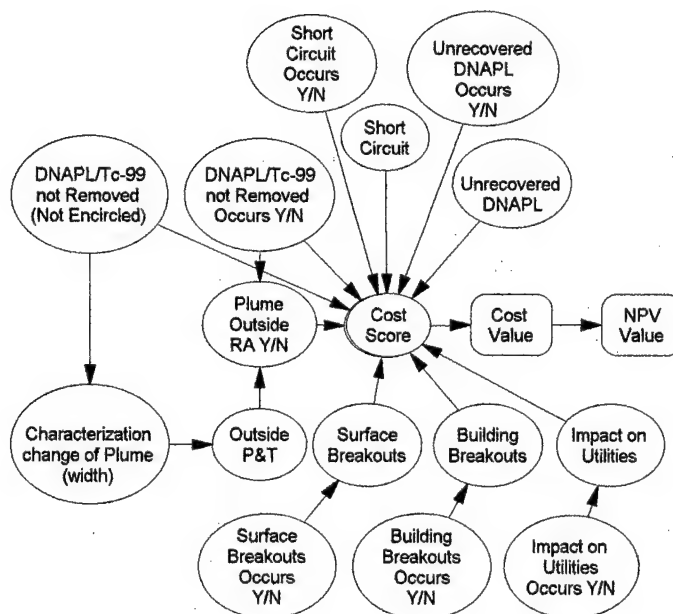 Short
Circuit
Occurs
Y/N
Unrecovered
DNAPL
Occurs
Y/N
Short
Circuit
DNAPL/Tc-99
not Removed
(Not Encircled)
DNAPL/Tc-99
not Removed
Occurs Y/N
Unrecovered
DNAPL
Plume
Outside
RA Y/N
Cost
Score
Cost
Value
NPV
Value
Characterization
change of Plume
(width)
Outside
P&T
Surface
Breakouts
Building
Breakouts
Impact on
Utilities
Surface
Breakouts
Occurs
Y/N
Building
Breakouts
Occurs
Y/N
Impact on
Utilities
Occurs Y/N